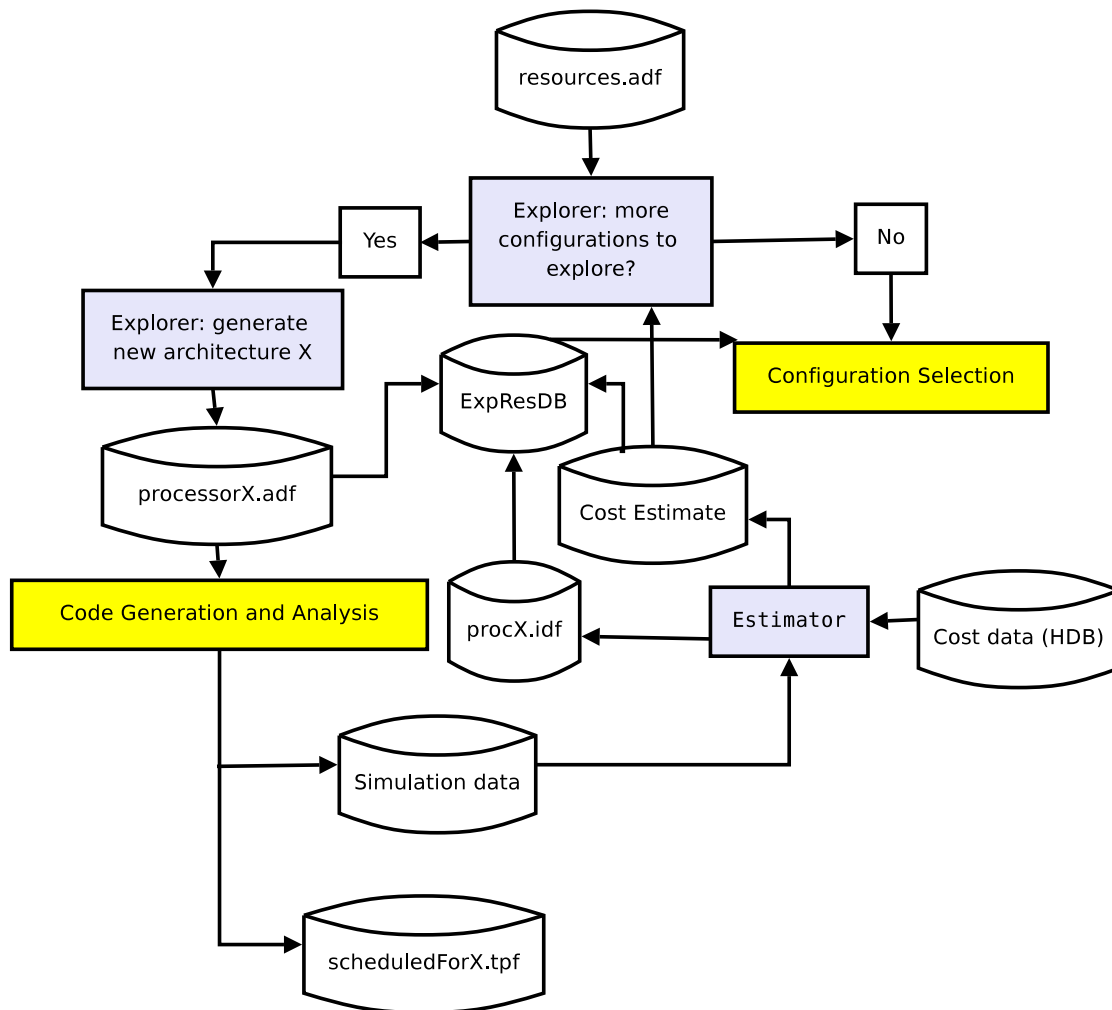 resources.adf
Explorer: more
configurations to
explore?
Yes
No
Explorer: generate
new architecture X
Configuration Selection
ExpResDB
processorX.adf
Cost Estimate
Code Generation and Analysis
procX.idf
Estimator
Cost data (HDB)
Simulation data
scheduledForX.tpf